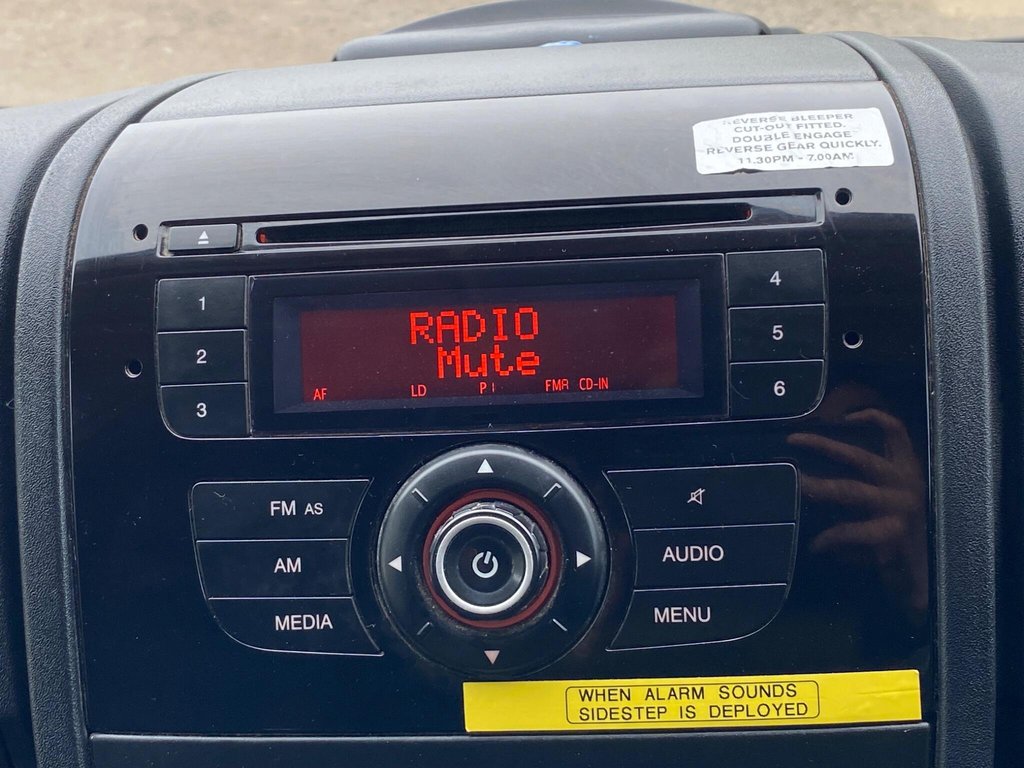 REVERSE BLEEPER
CUT-OUT FITTED.
DOUBLE ENGAGE
REVERSE GEAR QUICKLY.
11.30PM - 7.00AM
1
2
3
RADIO
Mute
AF LD PI FMA CD-IN
4
5
6
FM AS
AM
MEDIA
AUDIO
MENU
WHEN ALARM SOUNDS
SIDESTEP IS DEPLOYED